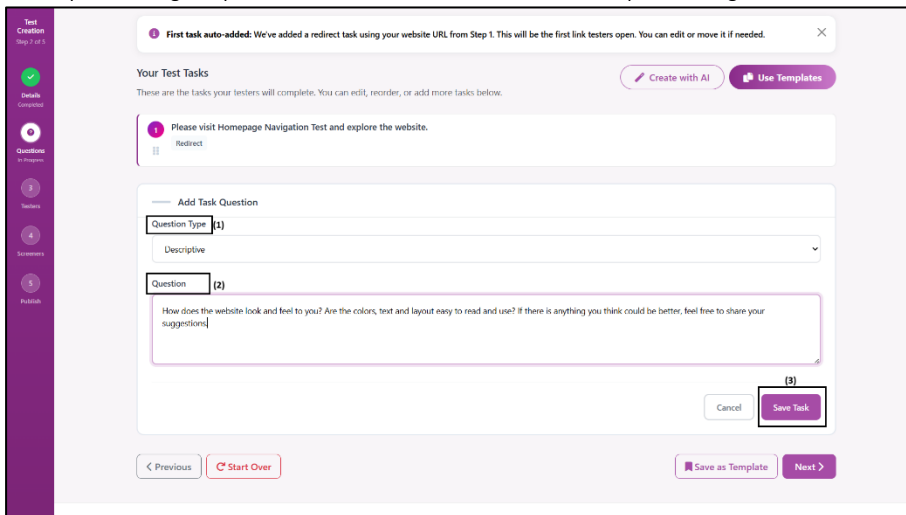 Test
Creation
Step 2 of 5
Details
Completed
Questions
In Progress
3
Testers
4
Screeners
5
Publish
First task auto-added: We've added a redirect task using your website URL from Step 1. This will be the first link testers open. You can edit or move it if needed.
Your Test Tasks
Create with AI
Use Templates
These are the tasks your testers will complete. You can edit, reorder, or add more tasks below.
1
Please visit Homepage Navigation Test and explore the website.
Redirect
Add Task Question
Question Type (1)
Descriptive
Question (2)
How does the website look and feel to you? Are the colors, text and layout easy to read and use? If there is anything you think could be better, feel free to share your
suggestions
(3)
Cancel
Save Task
Previous
Start Over
Save as Template
Next